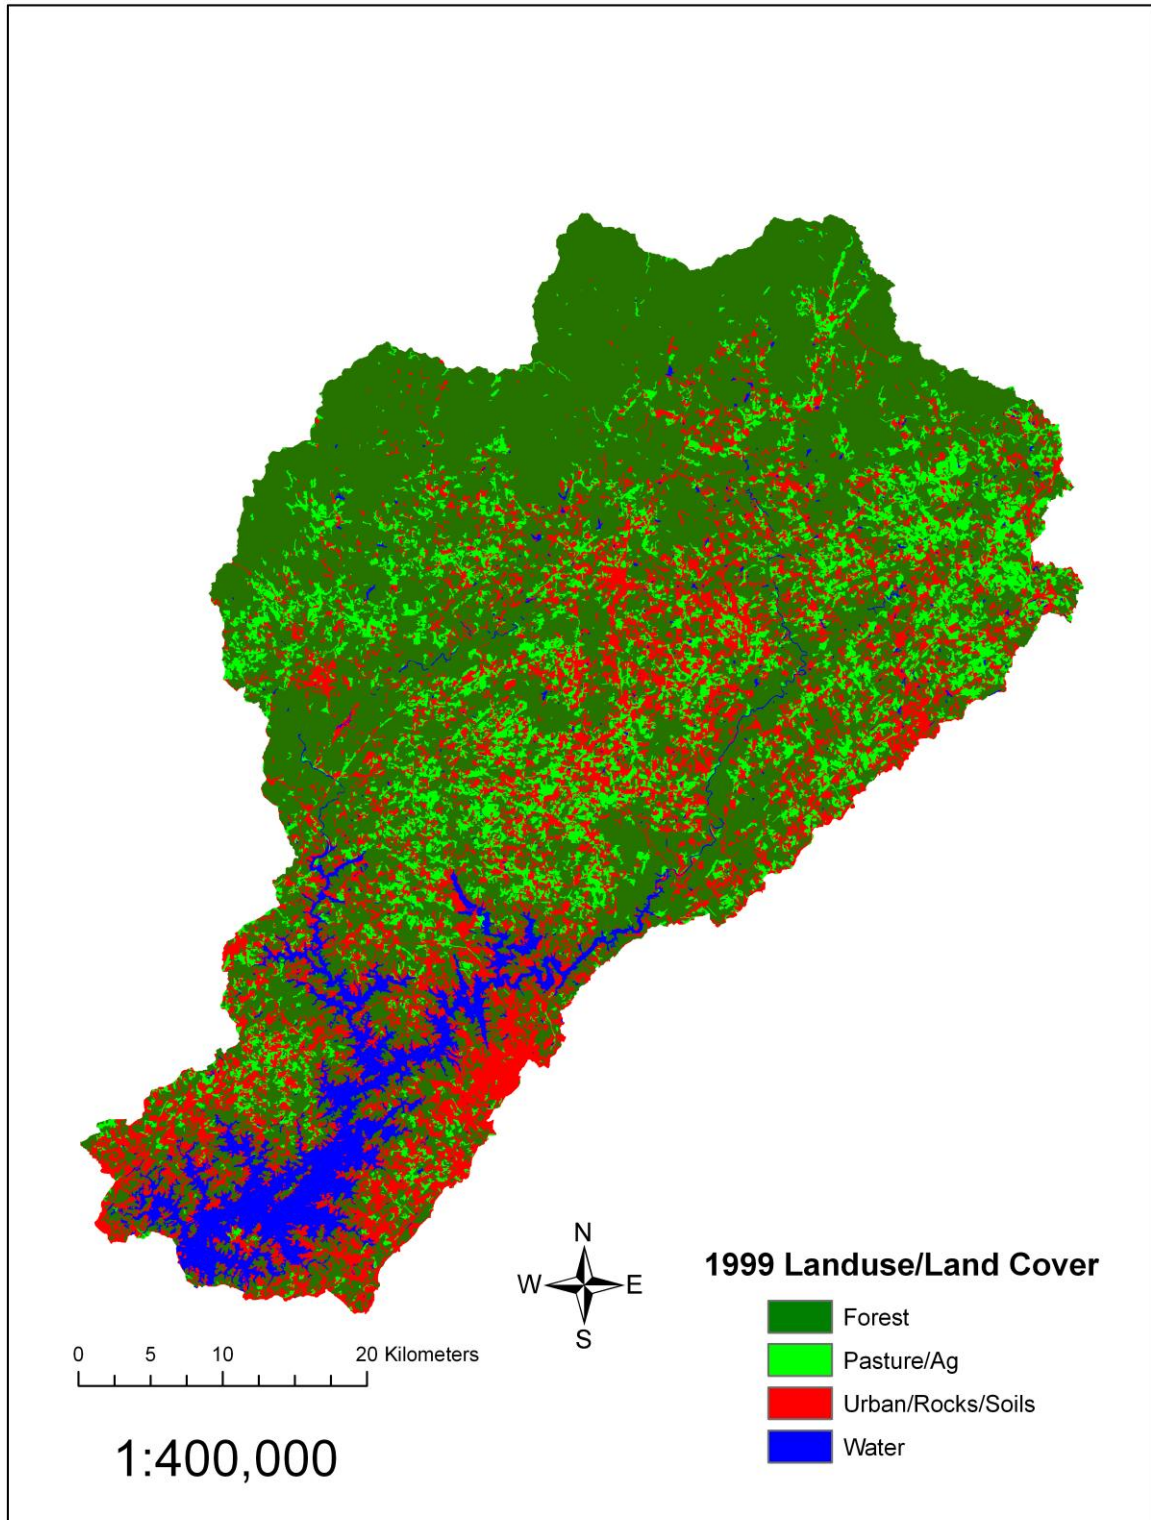 N
W E
S
1999 Landuse/Land Cover
Forest
Pasture/Ag
Urban/Rocks/Soils
Water
0 5 10 20 Kilometers
1:400,000